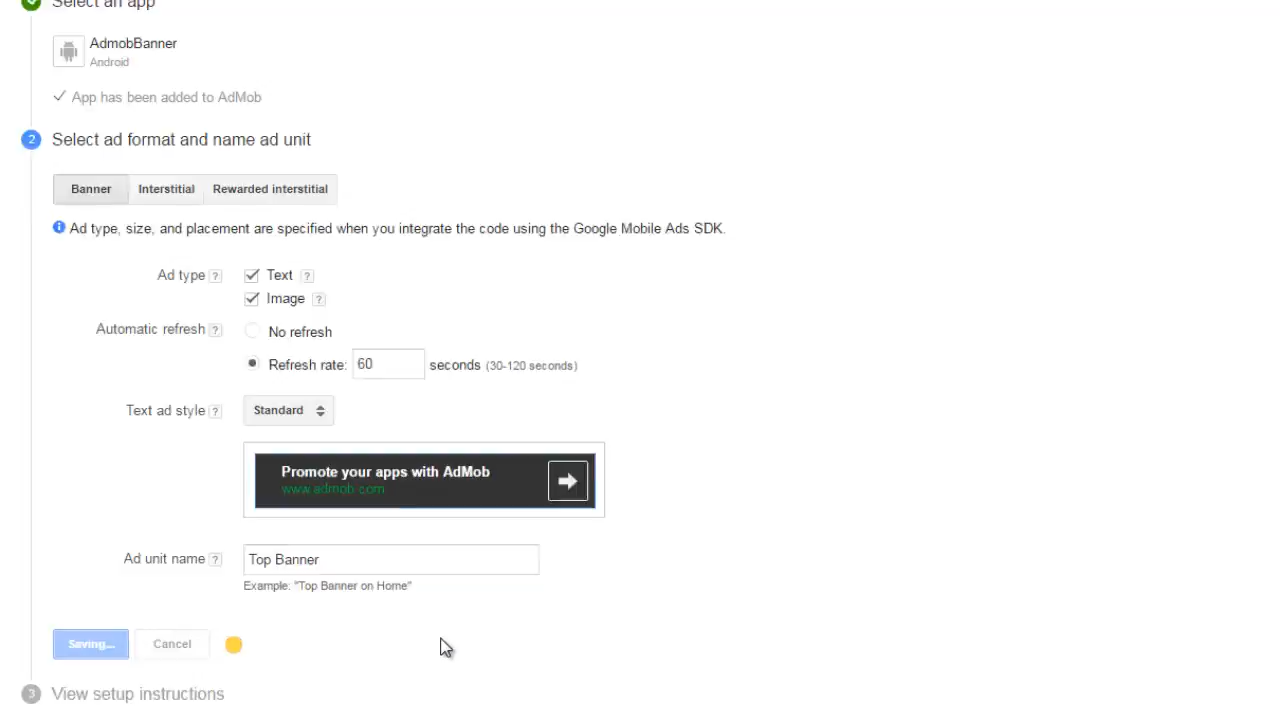 Select an app
AdmobBanner
Android
App has been added to AdMob
2 Select ad format and name ad unit
Banner Interstitial Rewarded interstitial
Ad type, size, and placement are specified when you integrate the code using the Google Mobile Ads SDK.
Ad type ? Text ?
Image ?
Automatic refresh ? No refresh
Refresh rate: 60 seconds (30-120 seconds)
Text ad style ? Standard
Promote your apps with AdMob
www.admob.com
Ad unit name ? Top Banner
Example: "Top Banner on Home"
Saving... Cancel
3 View setup instructions